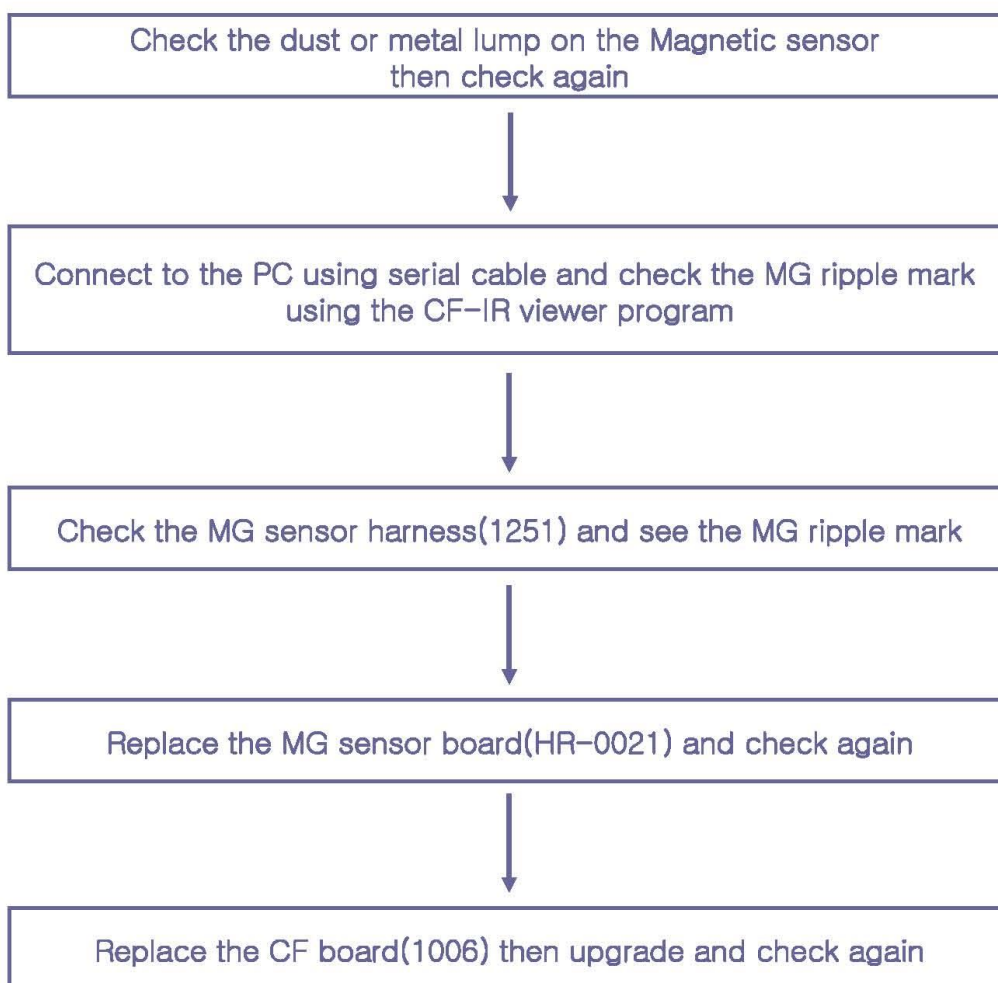 Check the dust or metal lump on the Magnetic sensor
then check again
Connect to the PC using serial cable and check the MG ripple mark
using the CF-IR viewer program
Check the MG sensor harness(1251) and see the MG ripple mark
Replace the MG sensor board(HR-0021) and check again
Replace the CF board(1006) then upgrade and check again